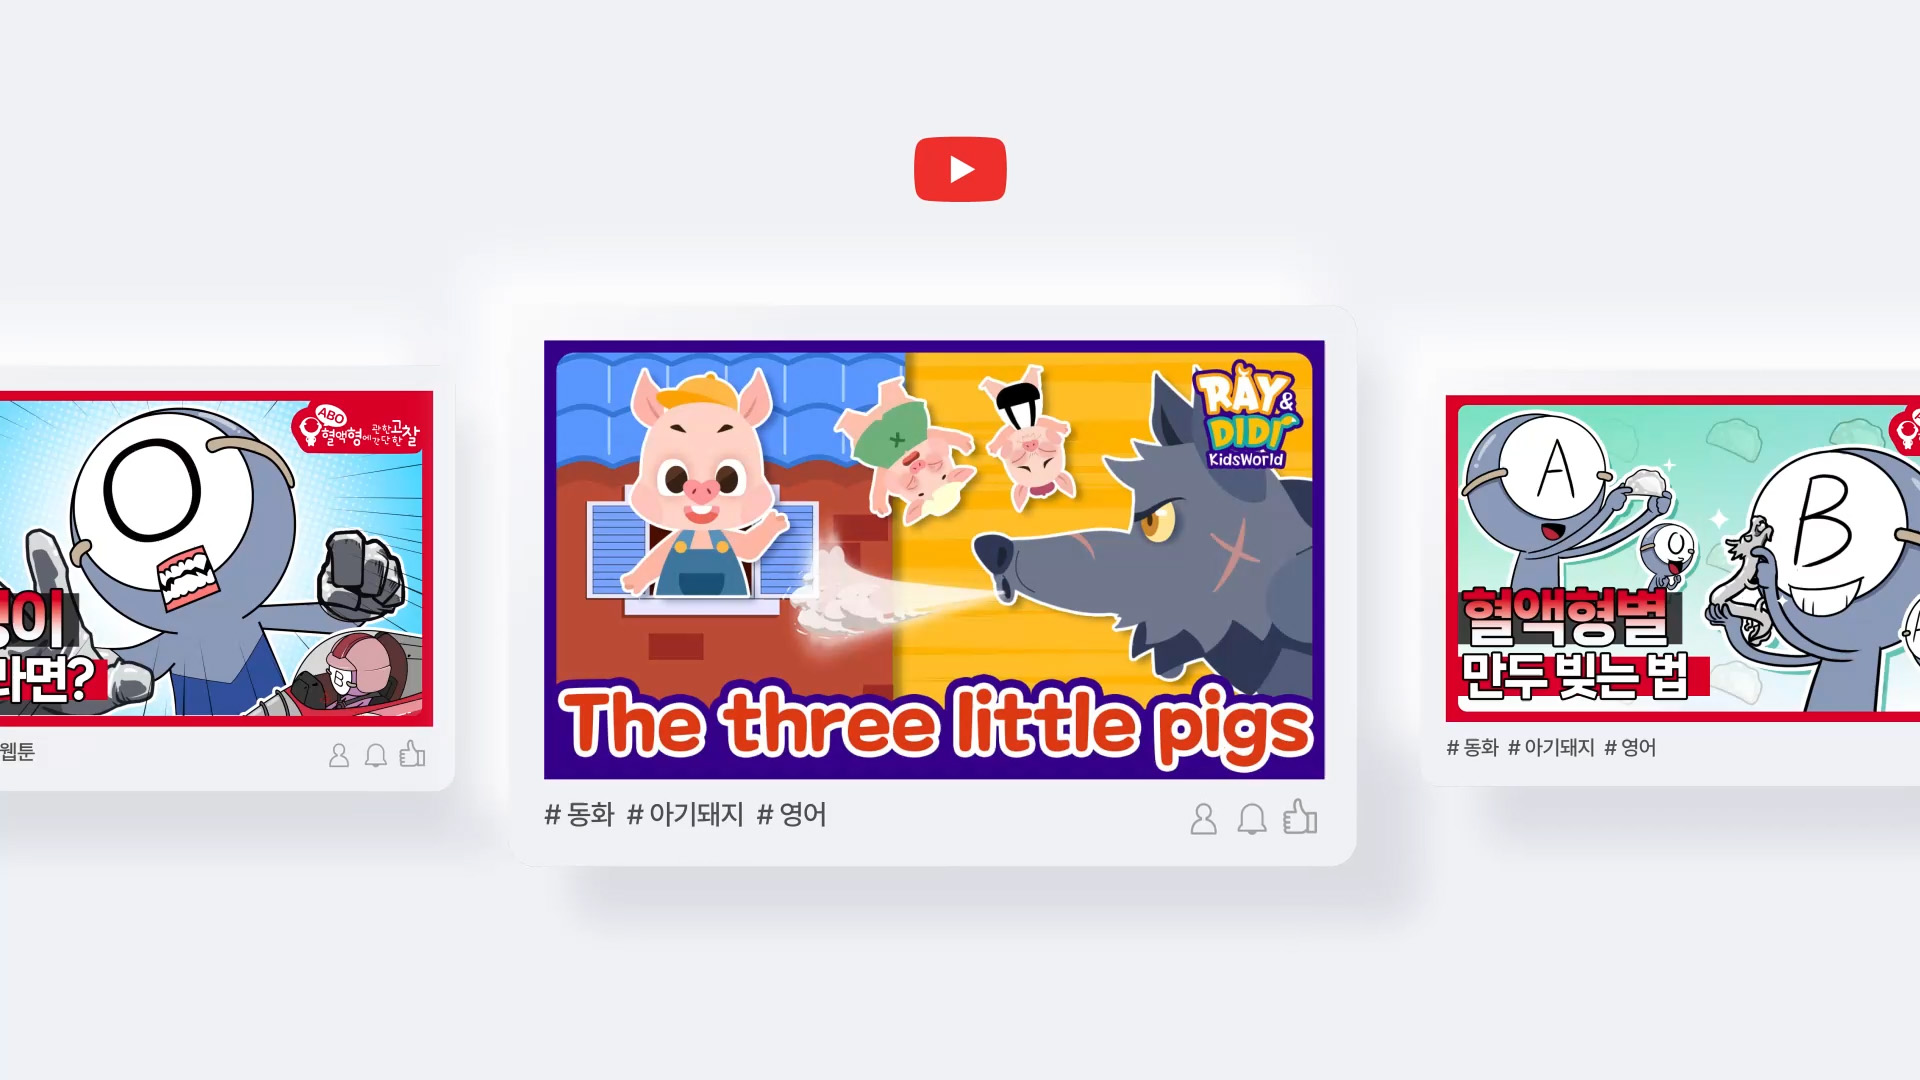 O
ABO
혈액형에 관한 간단한 고찰
이
라면?
B
웹툰
RAY & DIDI
KidsWorld
The three little pigs
# 동화 # 아기돼지 # 영어
A
O
B
혈액형별
만두 빚는 법
# 동화 # 아기돼지 # 영어